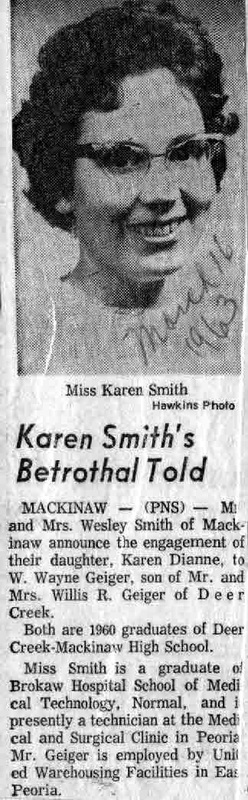 March 16
1963
Miss Karen Smith
Hawkins Photo
Karen Smith's
Betrothal Told
MACKINAW — (PNS) — M
and Mrs. Wesley Smith of Mack-
inaw announce the engagement of
their daughter, Karen Dianne, to
W. Wayne Geiger, son of Mr. and
Mrs. Willis R. Geiger of Deer
Creek.
Both are 1960 graduates of Deer
Creek-Mackinaw High School.
Miss Smith is a graduate of
Brokaw Hospital School of Medi
cal Technology, Normal, and i
presently a technician at the Medi
cal and Surgical Clinic in Peoria
Mr. Geiger is employed by Unit
ed Warehousing Facilities in Eas
Peoria.